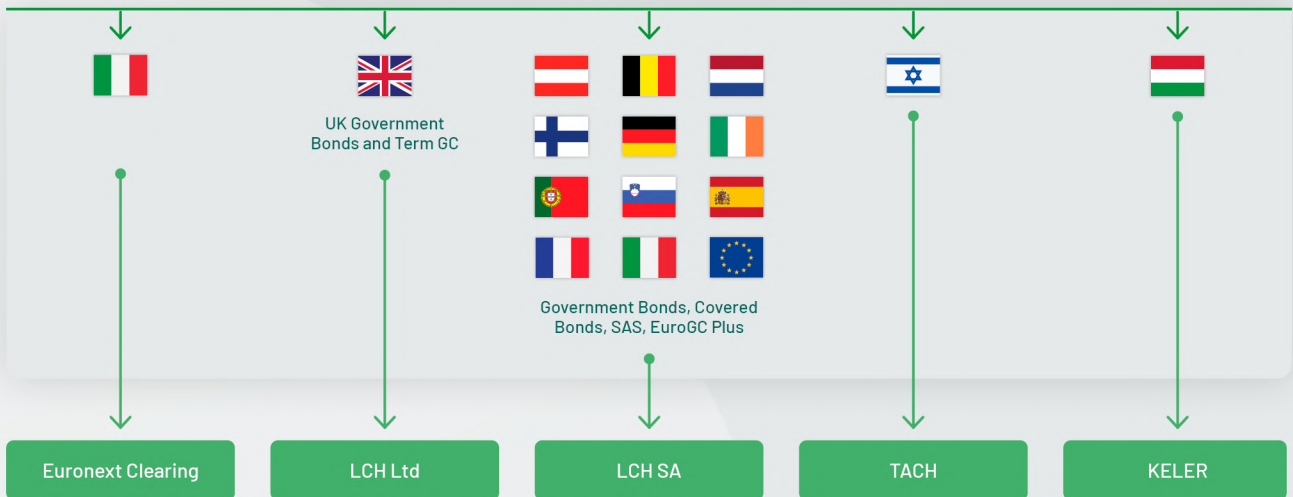 UK Government
Bonds and Term GC
Government Bonds, Covered
Bonds, SAS, EuroGC Plus
Euronext Clearing
LCH Ltd
LCH SA
TACH
KELER